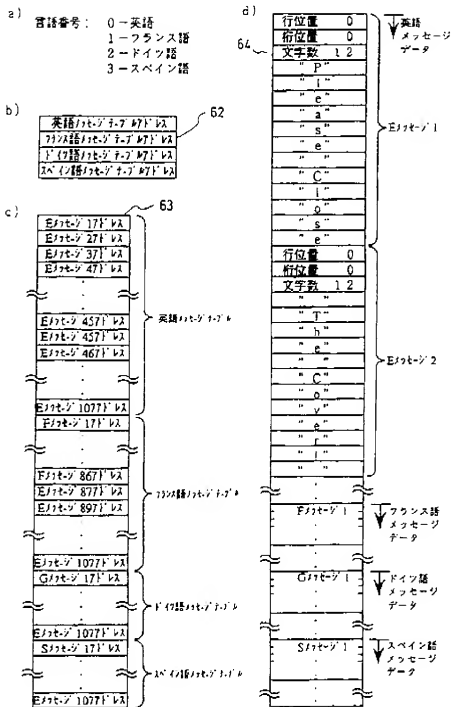 a)
言語番号： 0－英語
1－フランス語
2－ドイツ語
3－スペイン語
b)
62
英語メッセージテーブルアドレス
フランス語メッセージテーブルアドレス
ドイツ語メッセージテーブルアドレス
スペイン語メッセージテーブルアドレス
c)
63
Eメッセージ1アドレス
Eメッセージ2アドレス
Eメッセージ3アドレス
Eメッセージ4アドレス
Eメッセージ45アドレス
Eメッセージ45アドレス
Eメッセージ46アドレス
Eメッセージ107アドレス
英語メッセージテーブル
Fメッセージ1アドレス
Fメッセージ86アドレス
Eメッセージ87アドレス
Eメッセージ89アドレス
Eメッセージ107アドレス
フランス語メッセージテーブル
Gメッセージ1アドレス
Eメッセージ107アドレス
ドイツ語メッセージテーブル
Sメッセージ1アドレス
Eメッセージ107アドレス
スペイン語メッセージテーブル
d)
64
行位置 0
桁位置 0
文字数 12
"P"
"l"
"e"
"a"
"s"
"e"
" "
"C"
"l"
"o"
"s"
"e"
Eメッセージ1
英語
メッセージ
データ
行位置 0
桁位置 0
文字数 12
" "
"T"
"h"
"e"
" "
"C"
"o"
"v"
"e"
"r"
"!"
" "
Eメッセージ2
Fメッセージ1
フランス語
メッセージ
データ
Gメッセージ1
ドイツ語
メッセージ
データ
Sメッセージ1
スペイン語
メッセージ
データ